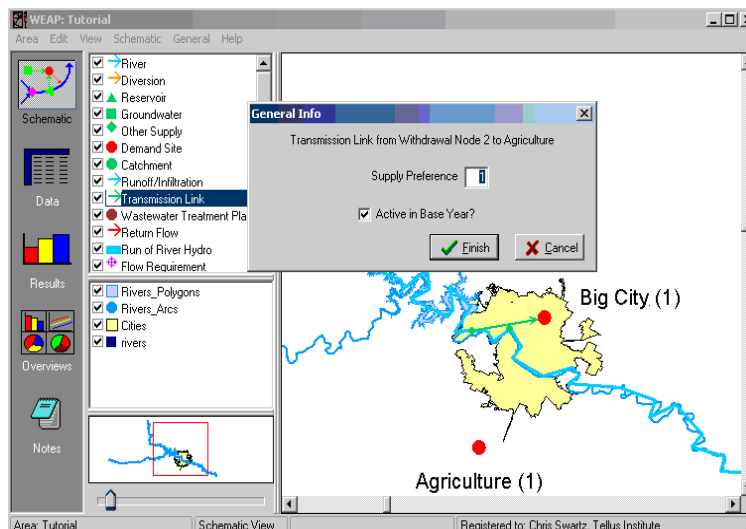 WEAP: Tutorial
Area Edit View Schematic General Help
Schematic
Data
Results
Overviews
Notes
River
Diversion
Reservoir
Groundwater
Other Supply
Demand Site
Catchment
Runoff/Infiltration
Transmission Link
Wastewater Treatment Pla
Return Flow
Run of River Hydro
Flow Requirement
Rivers_Polygons
Rivers_Arcs
Cities
rivers
General Info
Transmission Link from Withdrawal Node 2 to Agriculture
Supply Preference 1
Active in Base Year?
Finish Cancel
Big City (1)
Agriculture (1)
Area: Tutorial Schematic View Registered to: Chris Swartz, Tellus Institute